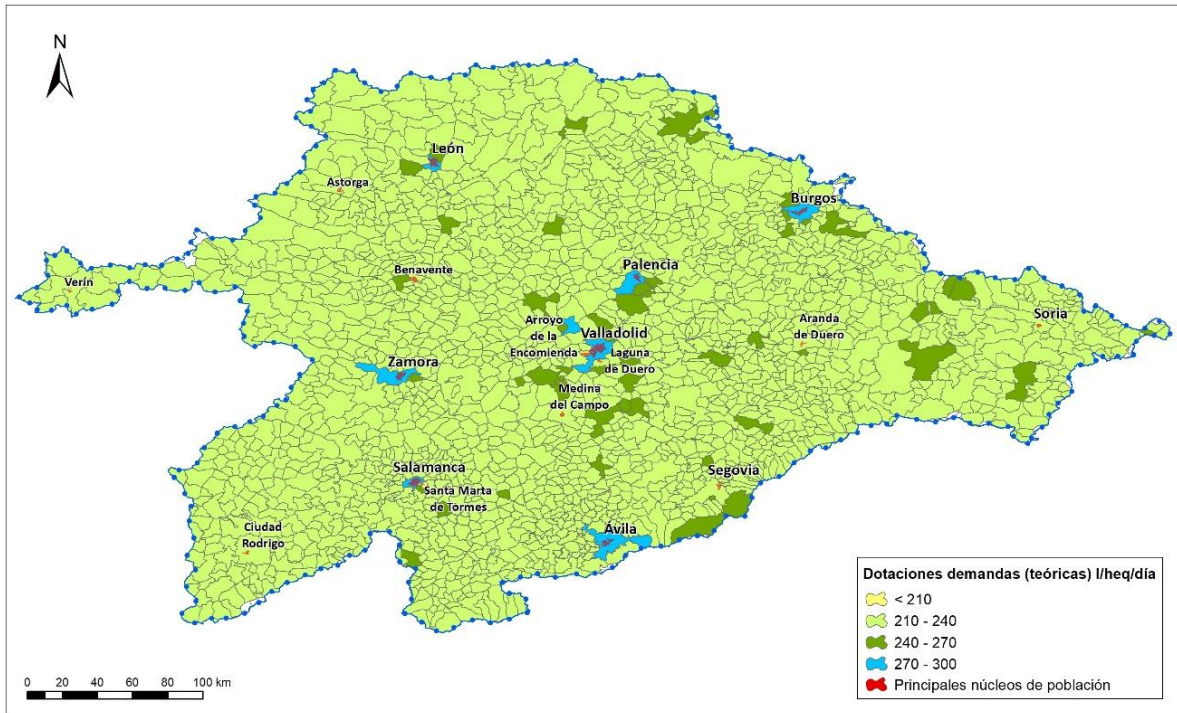 N
León
Astorga
Burgos
Palencia
Benavente
Verín
Arroyo
de la
Encomienda
Valladolid
Laguna
de Duero
Aranda
de Duero
Soria
Zamora
Medina
del Campo
Salamanca
Santa Marta
de Tormes
Segovia
Ciudad
Rodrigo
Ávila
Dotaciones demandas (teóricas) l/heq/día
< 210
210 - 240
240 - 270
270 - 300
Principales núcleos de población
0 20 40 60 80 100 km